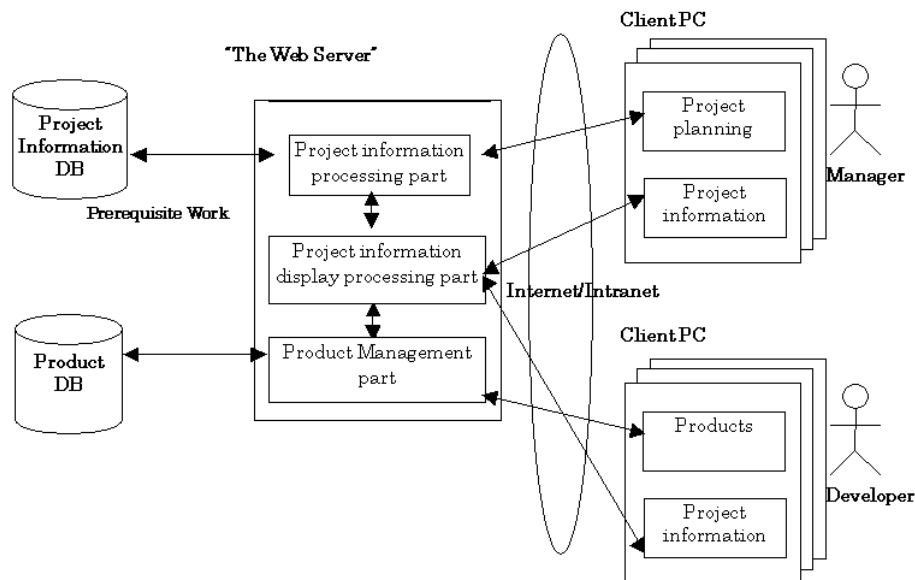 Client PC
"The Web Server"
Project
Information
DB
Project information
processing part
Project
planning
Manager
Prerequisite Work
Project
information
Project information
display processing part
Internet/Intranet
Client PC
Product
DB
Product Management
part
Products
Developer
Project
information